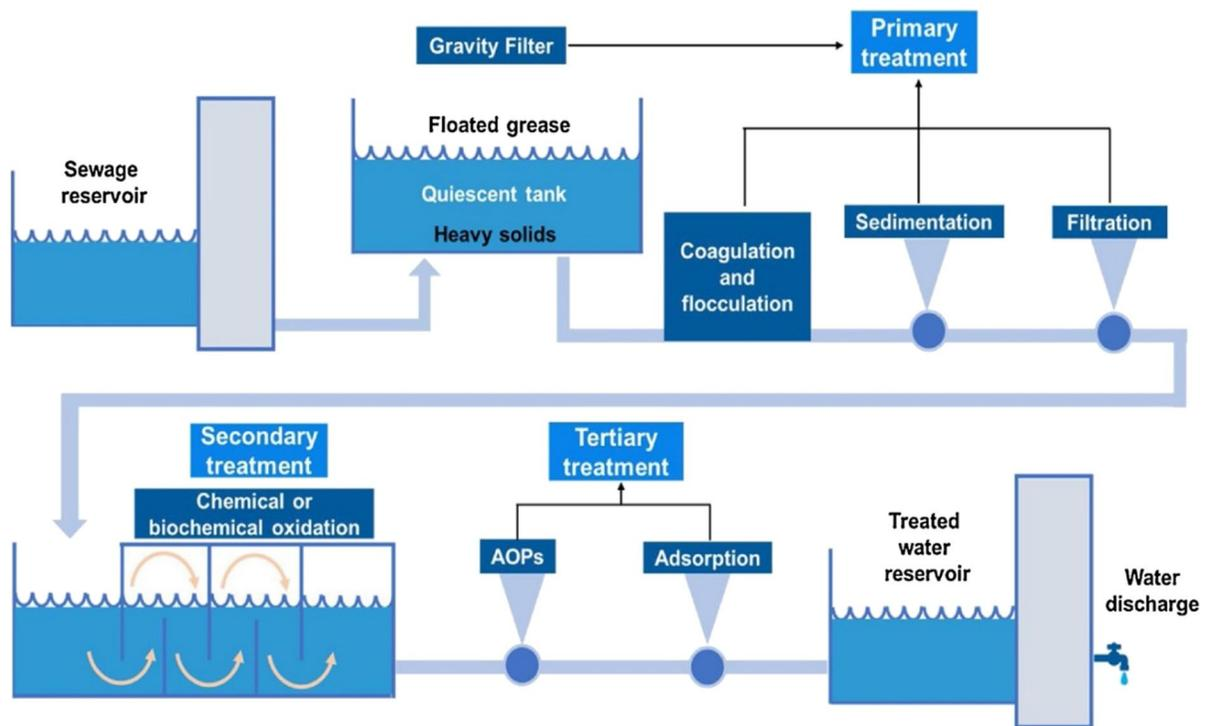 Gravity Filter
Primary
treatment
Sewage
reservoir
Floated grease
Quiescent tank
Heavy solids
Coagulation
and
flocculation
Sedimentation
Filtration
Secondary
treatment
Chemical or
biochemical oxidation
Tertiary
treatment
AOPs
Adsorption
Treated
water
reservoir
Water
discharge